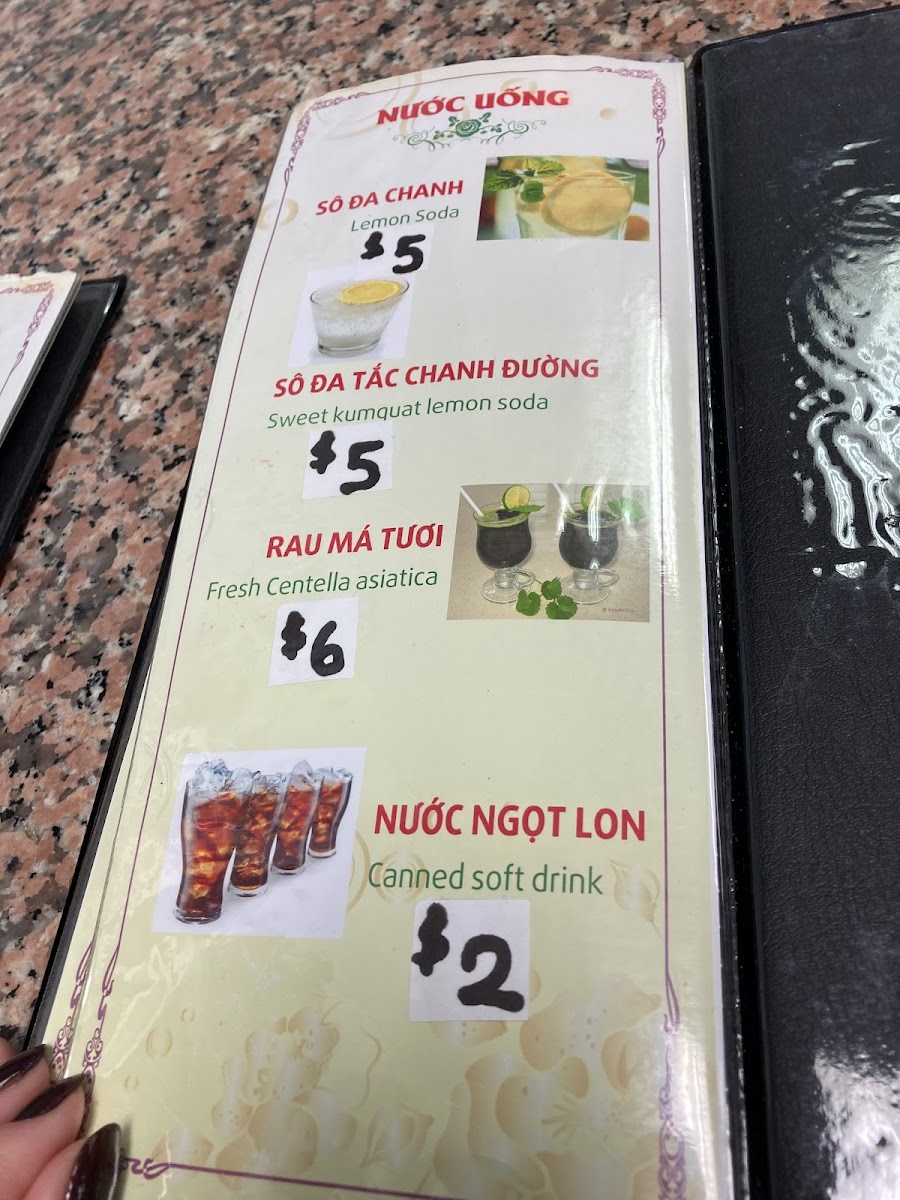 NƯỚC UỐNG
SÔ ĐA CHANH
Lemon Soda
$5
SÔ ĐA TẮC CHANH ĐƯỜNG
Sweet kumquat lemon soda
$5
RAU MÁ TƯƠI
Fresh Centella asiatica
$6
NƯỚC NGỌT LON
Canned soft drink
$2